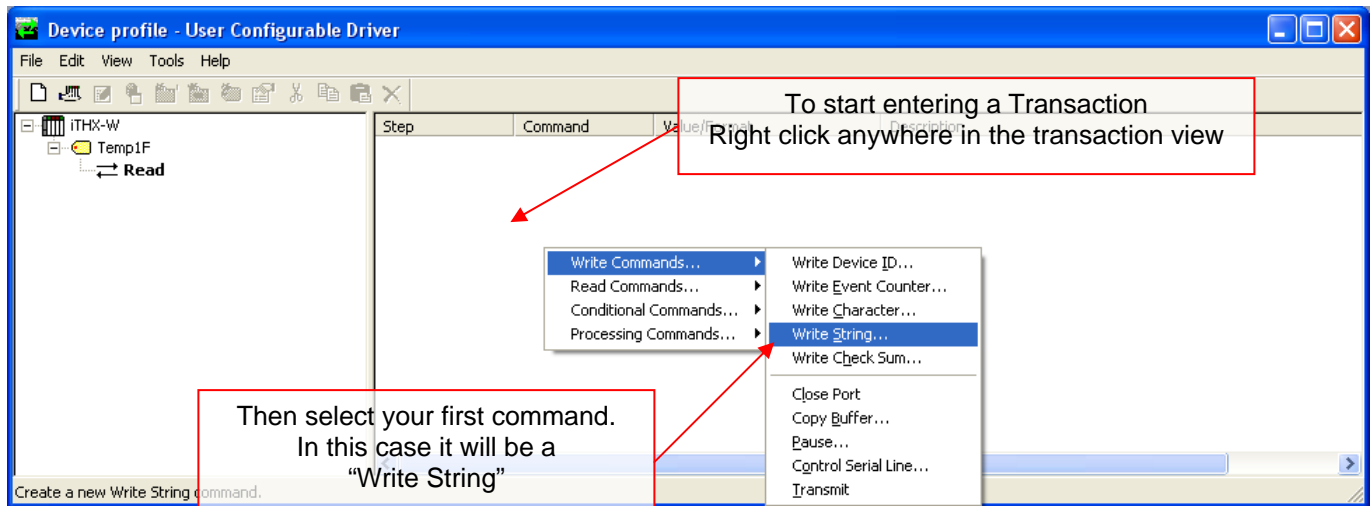 Device profile - User Configurable Driver
File Edit View Tools Help
To start entering a Transaction
Right click anywhere in the transaction view
Step Command Value/Format Description
iTHX-W
Temp1F
Read
Write Commands...
Read Commands...
Conditional Commands...
Processing Commands...
Write Device ID...
Write Event Counter...
Write Character...
Write String...
Write Check Sum...
Close Port
Copy Buffer...
Pause...
Control Serial Line...
Transmit
Then select your first command.
In this case it will be a
“Write String”
Create a new Write String command.